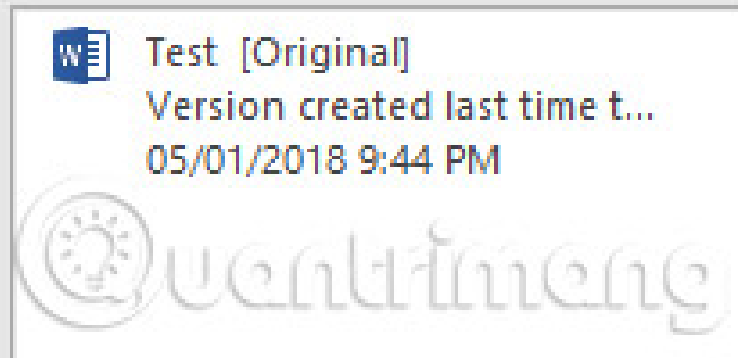 W
Test [Original]
Version created last time t...
05/01/2018 9:44 PM
Quantrimang